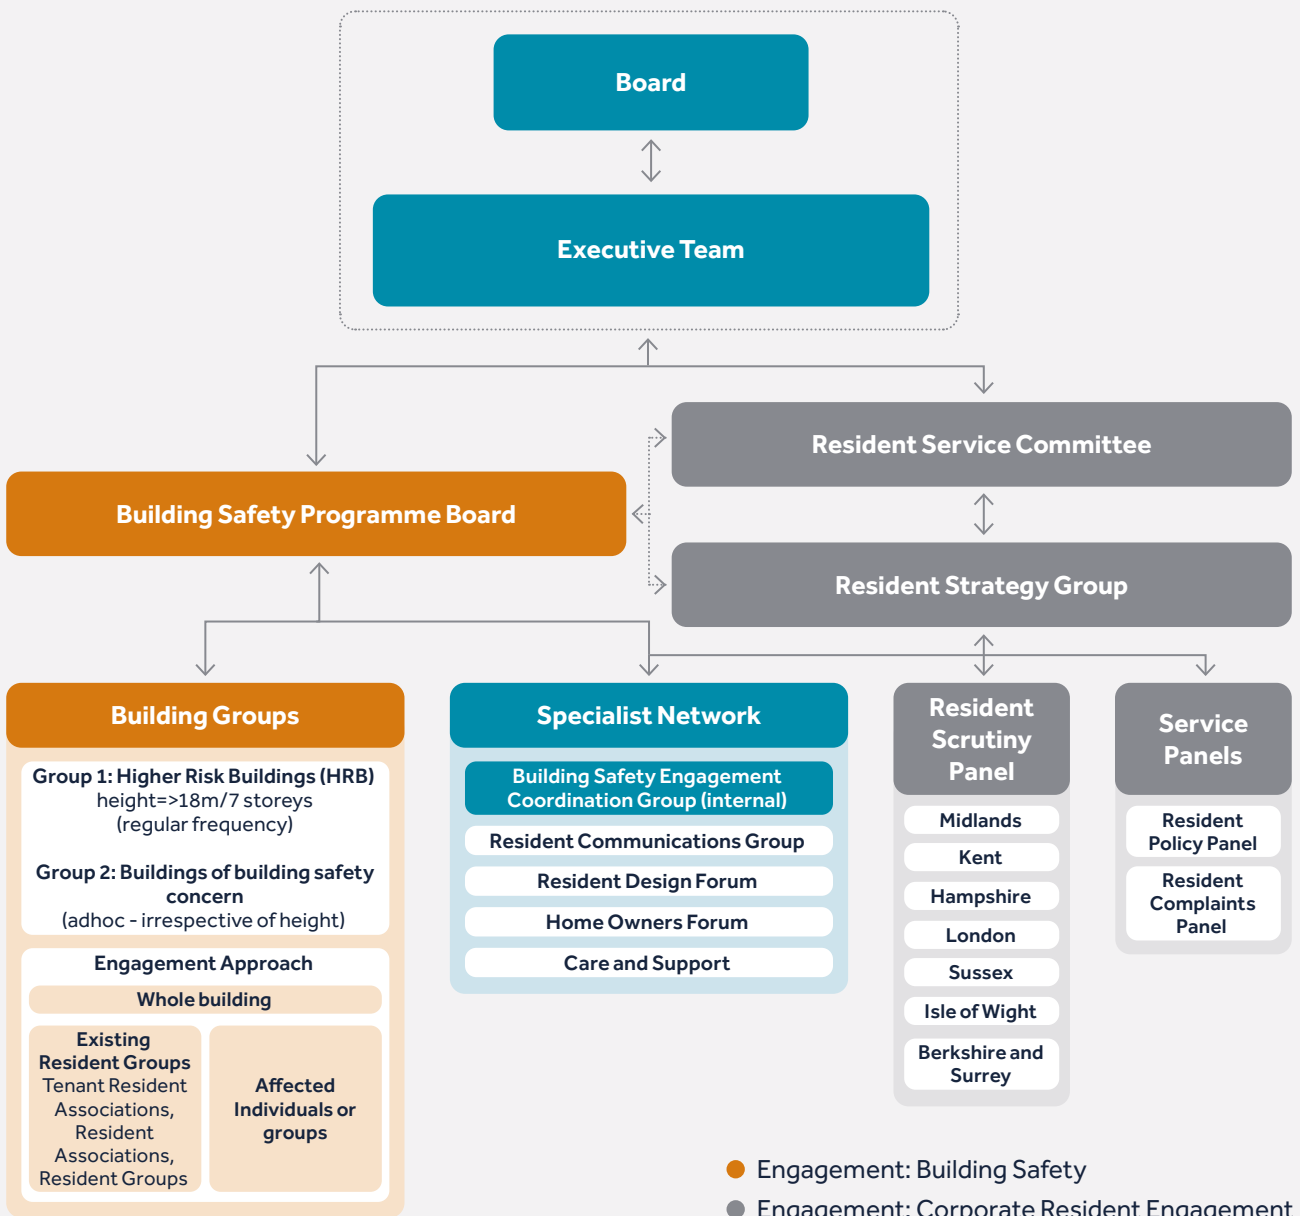 Board
Executive Team
Resident Service Committee
Building Safety Programme Board
Resident Strategy Group
Building Groups
Group 1: Higher Risk Buildings (HRB)
height=>18m/7 storeys
(regular frequency)
Group 2: Buildings of building safety
concern
(adhoc - irrespective of height)
Engagement Approach
Whole building
Existing
Resident Groups
Tenant Resident
Associations,
Resident
Associations,
Resident Groups
Affected
Individuals or
groups
Specialist Network
Building Safety Engagement
Coordination Group (internal)
Resident Communications Group
Resident Design Forum
Home Owners Forum
Care and Support
Resident
Scrutiny
Panel
Midlands
Kent
Hampshire
London
Sussex
Isle of Wight
Berkshire and
Surrey
Service
Panels
Resident
Policy Panel
Resident
Complaints
Panel
Engagement: Building Safety
Engagement: Corporate Resident Engagement